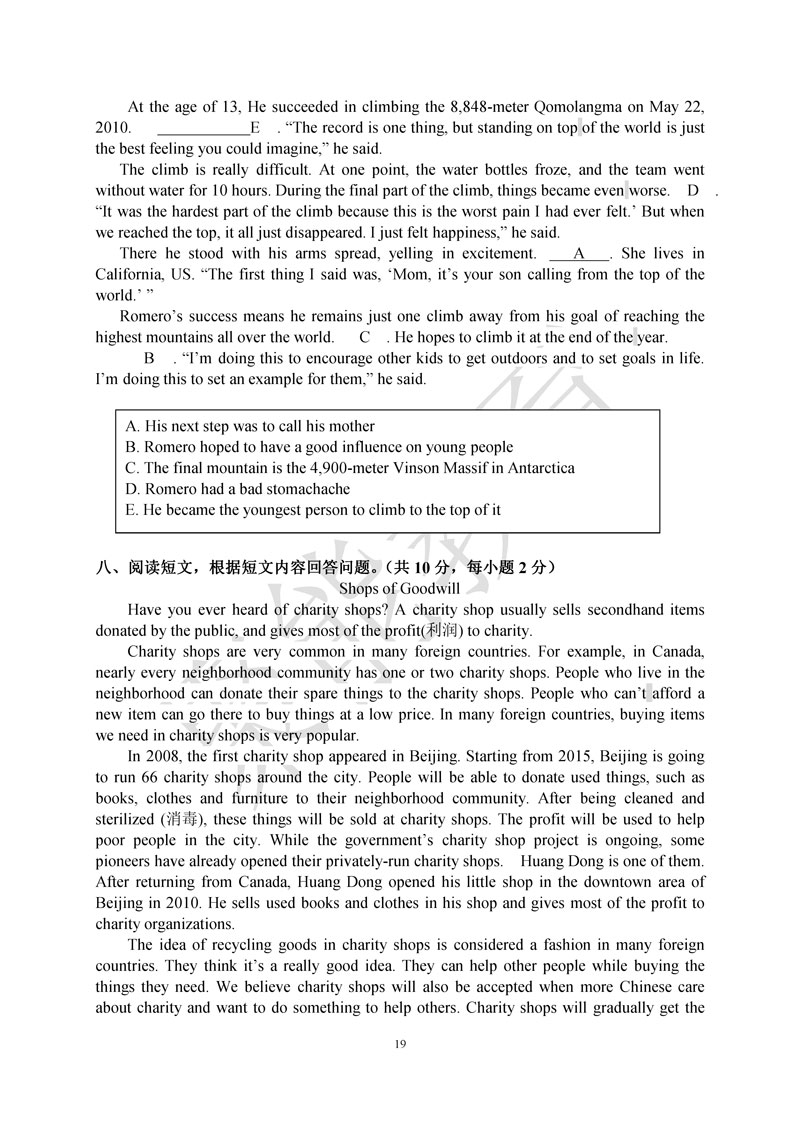 At the age of 13, He succeeded in climbing the 8,848-meter Qomolangma on May 22,
2010. ____________E . “The record is one thing, but standing on top of the world is just
the best feeling you could imagine,” he said.
The climb is really difficult. At one point, the water bottles froze, and the team went
without water for 10 hours. During the final part of the climb, things became even worse. D .
“It was the hardest part of the climb because this is the worst pain I had ever felt.’ But when
we reached the top, it all just disappeared. I just felt happiness,” he said.
There he stood with his arms spread, yelling in excitement. ___A___. She lives in
California, US. “The first thing I said was, ‘Mom, it’s your son calling from the top of the
world.’ ”
Romero’s success means he remains just one climb away from his goal of reaching the
highest mountains all over the world. C . He hopes to climb it at the end of the year.
B . “I’m doing this to encourage other kids to get outdoors and to set goals in life.
I’m doing this to set an example for them,” he said.
A. His next step was to call his mother
B. Romero hoped to have a good influence on young people
C. The final mountain is the 4,900-meter Vinson Massif in Antarctica
D. Romero had a bad stomachache
E. He became the youngest person to climb to the top of it
八、阅读短文，根据短文内容回答问题。（共 10 分，每小题 2 分）
Shops of Goodwill
Have you ever heard of charity shops? A charity shop usually sells secondhand items
donated by the public, and gives most of the profit(利润) to charity.
Charity shops are very common in many foreign countries. For example, in Canada,
nearly every neighborhood community has one or two charity shops. People who live in the
neighborhood can donate their spare things to the charity shops. People who can’t afford a
new item can go there to buy things at a low price. In many foreign countries, buying items
we need in charity shops is very popular.
In 2008, the first charity shop appeared in Beijing. Starting from 2015, Beijing is going
to run 66 charity shops around the city. People will be able to donate used things, such as
books, clothes and furniture to their neighborhood community. After being cleaned and
sterilized (消毒), these things will be sold at charity shops. The profit will be used to help
poor people in the city. While the government’s charity shop project is ongoing, some
pioneers have already opened their privately-run charity shops. Huang Dong is one of them.
After returning from Canada, Huang Dong opened his little shop in the downtown area of
Beijing in 2010. He sells used books and clothes in his shop and gives most of the profit to
charity organizations.
The idea of recycling goods in charity shops is considered a fashion in many foreign
countries. They think it’s a really good idea. They can help other people while buying the
things they need. We believe charity shops will also be accepted when more Chinese care
about charity and want to do something to help others. Charity shops will gradually get the
19